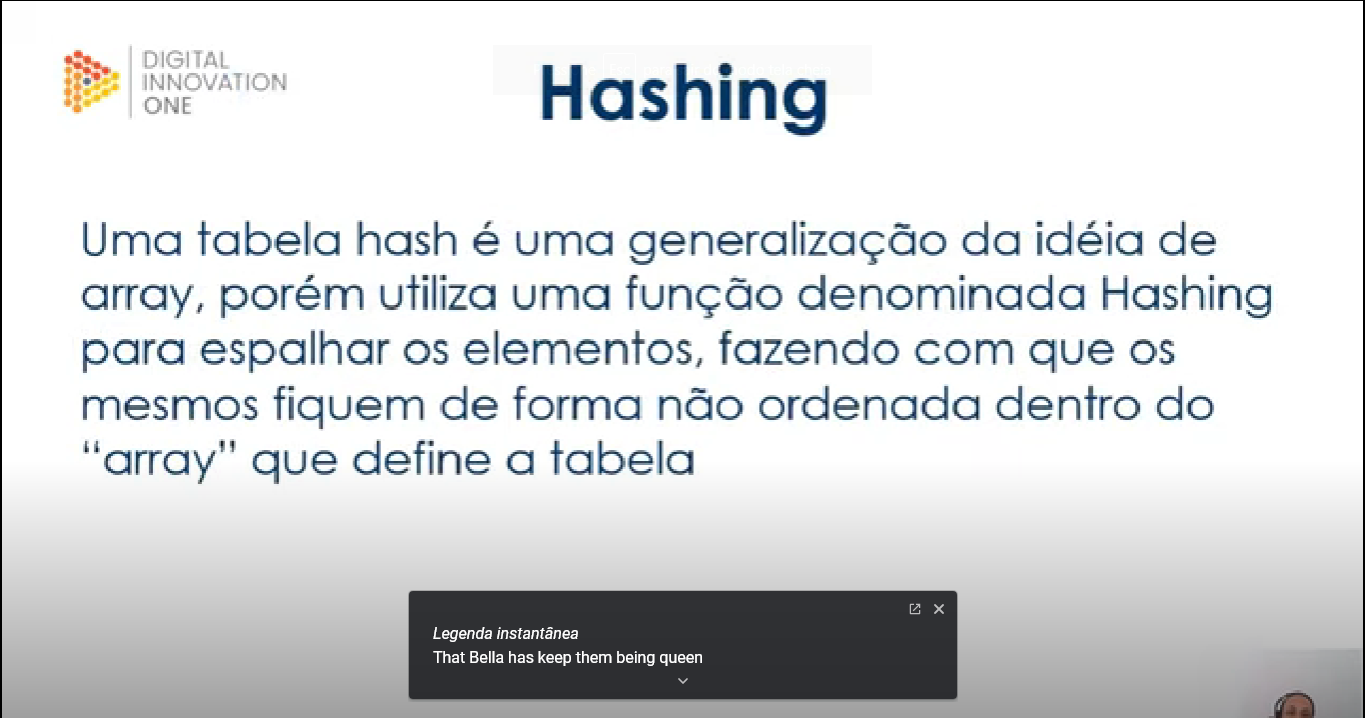 DIGITAL
INNOVATION
ONE
Hashing
Uma tabela hash é uma generalização da idéia de
array, porém utiliza uma função denominada Hashing
para espalhar os elementos, fazendo com que os
mesmos fiquem de forma não ordenada dentro do
“array” que define a tabela
Legenda instantânea
That Bella has keep them being queen